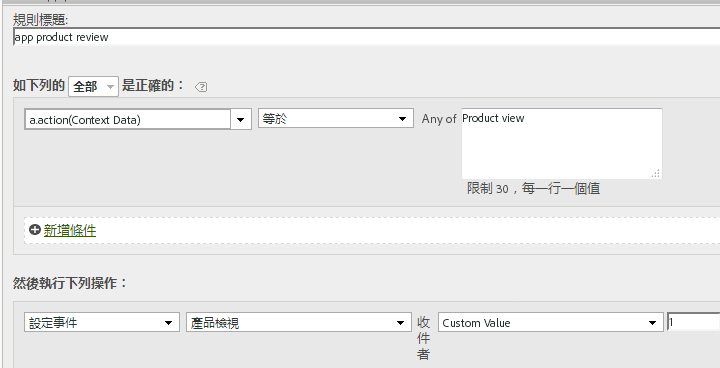 規則標題:
app product review
如下列的 全部 是正確的：
a.action(Context Data) 等於 Any of Product view
限制 30，每一行一個值
新增條件
然後執行下列操作：
設定事件 產品檢視 收件者 Custom Value 1